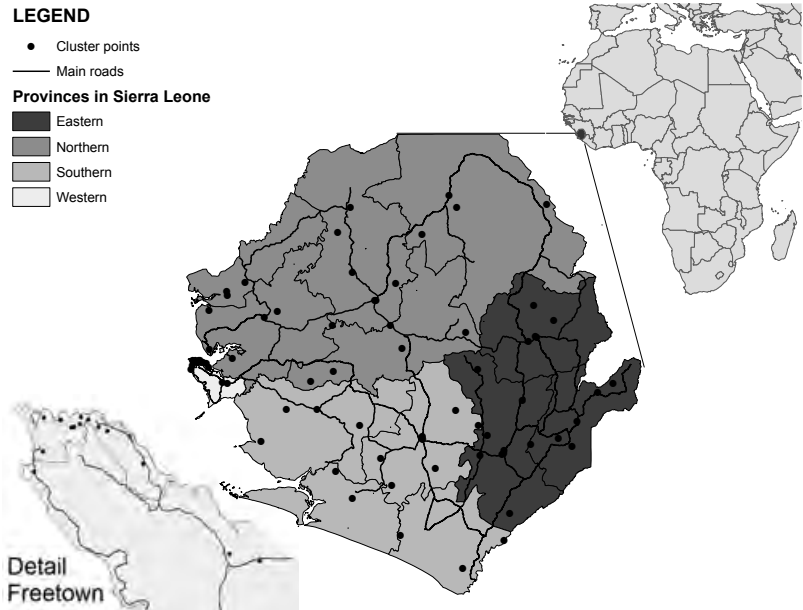 LEGEND
Cluster points
Main roads
Provinces in Sierra Leone
Eastern
Northern
Southern
Western
Detail
Freetown